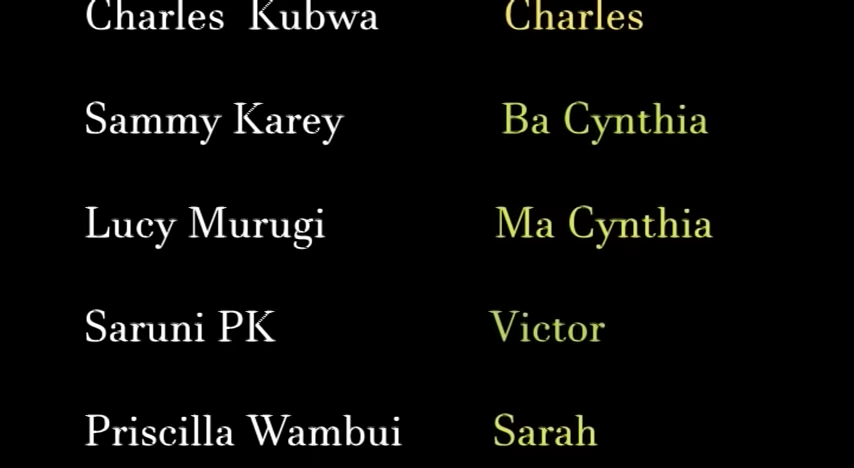 Charles Kubwa Charles
Sammy Karey Ba Cynthia
Lucy Murugi Ma Cynthia
Saruni PK Victor
Priscilla Wambui Sarah